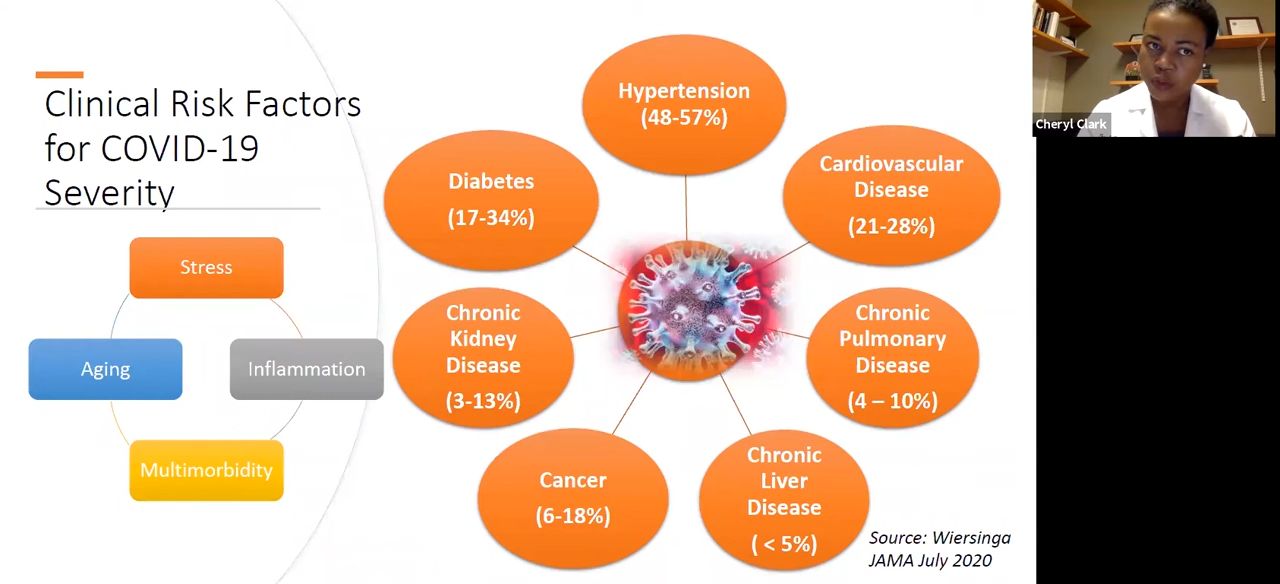 Clinical Risk Factors
for COVID-19
Severity
Stress
Aging
Inflammation
Multimorbidity
Hypertension
(48-57%)
Diabetes
(17-34%)
Cardiovascular
Disease
(21-28%)
Chronic
Kidney
Disease
(3-13%)
Chronic
Pulmonary
Disease
(4 – 10%)
Cancer
(6-18%)
Chronic
Liver
Disease
( < 5%)
Source: Wiersinga
JAMA July 2020
Cheryl Clark